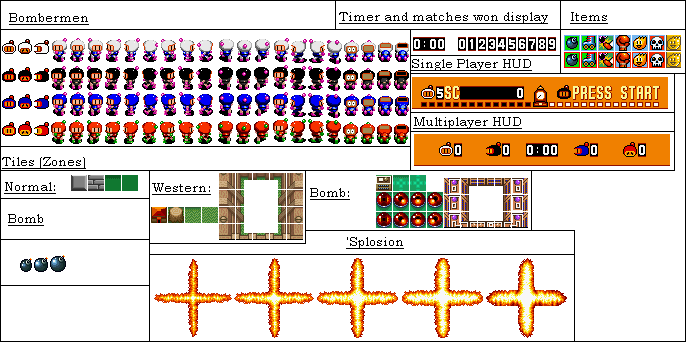 Bombermen
Timer and matches won display
Items
0:00 0123456789
Single Player HUD
5SC 0 PRESS START
Multiplayer HUD
0 0 0:00 0 0
Tiles (Zones)
Normal:
Western:
Bomb:
Bomb
'Splosion